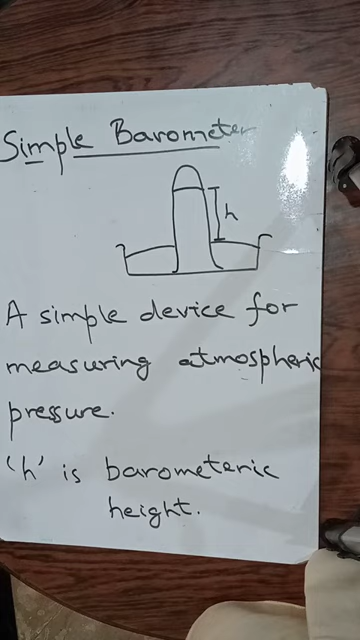 Simple Barometer
h
A simple device for
measuring atmospheric
pressure.
'h' is barometeric
height.